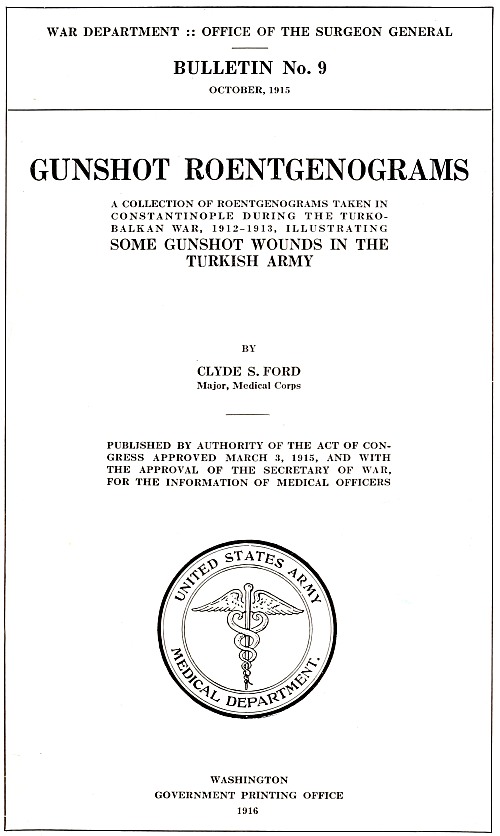 WAR DEPARTMENT :: OFFICE OF THE SURGEON GENERAL
BULLETIN No. 9
OCTOBER, 1915
GUNSHOT ROENTGENOGRAMS
A COLLECTION OF ROENTGENOGRAMS TAKEN IN
CONSTANTINOPLE DURING THE TURKO-
BALKAN WAR, 1912-1913, ILLUSTRATING
SOME GUNSHOT WOUNDS IN THE
TURKISH ARMY
BY
CLYDE S. FORD
Major, Medical Corps
PUBLISHED BY AUTHORITY OF THE ACT OF CON-
GRESS APPROVED MARCH 3, 1915, AND WITH
THE APPROVAL OF THE SECRETARY OF WAR,
FOR THE INFORMATION OF MEDICAL OFFICERS
UNITED STATES ARMY
MEDICAL DEPARTMENT.
WASHINGTON
GOVERNMENT PRINTING OFFICE
1916